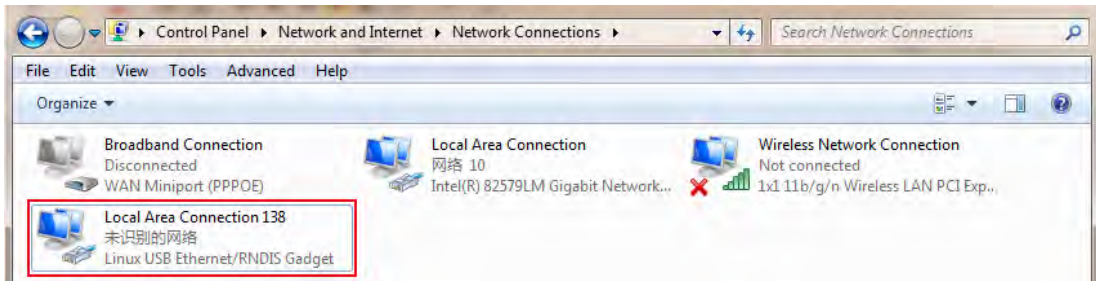 Control Panel ▸ Network and Internet ▸ Network Connections ▸
Search Network Connections
File Edit View Tools Advanced Help
Organize
Broadband Connection
Disconnected
WAN Miniport (PPPOE)
Local Area Connection
网络 10
Intel(R) 82579LM Gigabit Network...
Wireless Network Connection
Not connected
1x1 11b/g/n Wireless LAN PCI Exp...
Local Area Connection 138
未识别的网络
Linux USB Ethernet/RNDIS Gadget